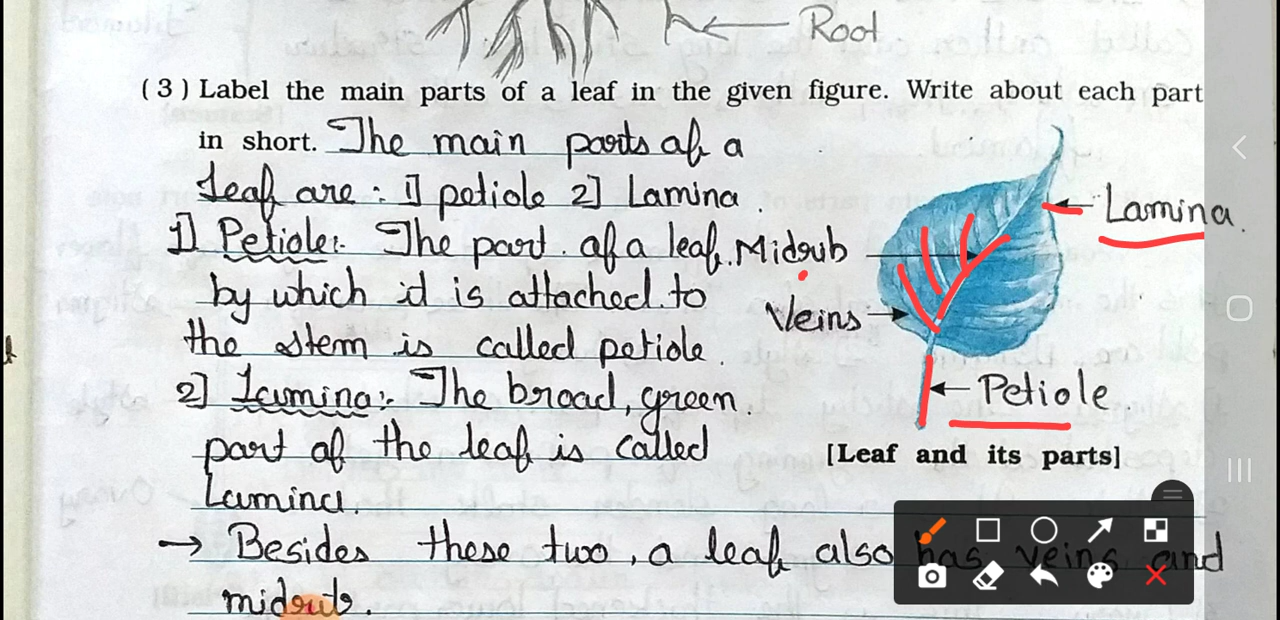 Root
(3) Label the main parts of a leaf in the given figure. Write about each part
in short. The main parts of a
Leaf are : 1] petiole 2] Lamina.
1] Petiole:- The part of a leaf.
by which it is attached to
the stem is called petiole.
2] Lamina:- The broad, green
part of the leaf is called
Lamina.
→ Besides these two, a leaf also has veins and
midrub.
Lamina.
Midrub
Veins
Petiole
[Leaf and its parts]